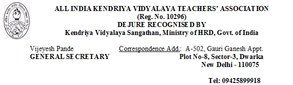 ALL INDIA KENDRIYA VIDYALAYA TEACHERS' ASSOCIATION
(Reg. No. 10296)
DE JURE RECOGNISED BY
Kendriya Vidyalaya Sangathan, Ministry of HRD, Govt. of India
Vijeyesh Pande Correspondence Add: A-502, Gauri Ganesh Appt.
GENERAL SECRETARY Plot No-8, Sector-3, Dwarka
New Delhi - 110075
Tel: 09425899918